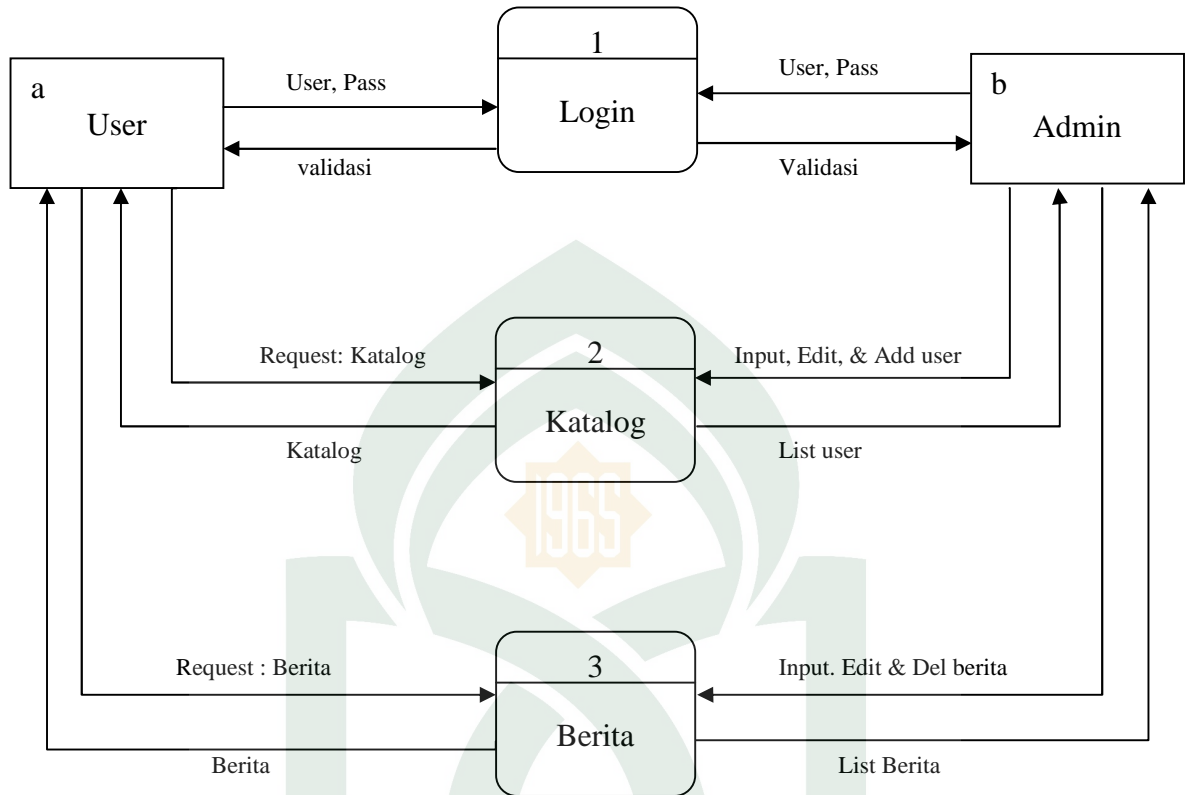 1
Login
a
User
b
Admin
User, Pass
User, Pass
validasi
Validasi
Request: Katalog
2
Katalog
Input, Edit, & Add user
Katalog
List user
1965
Request : Berita
3
Berita
Input. Edit & Del berita
Berita
List Berita